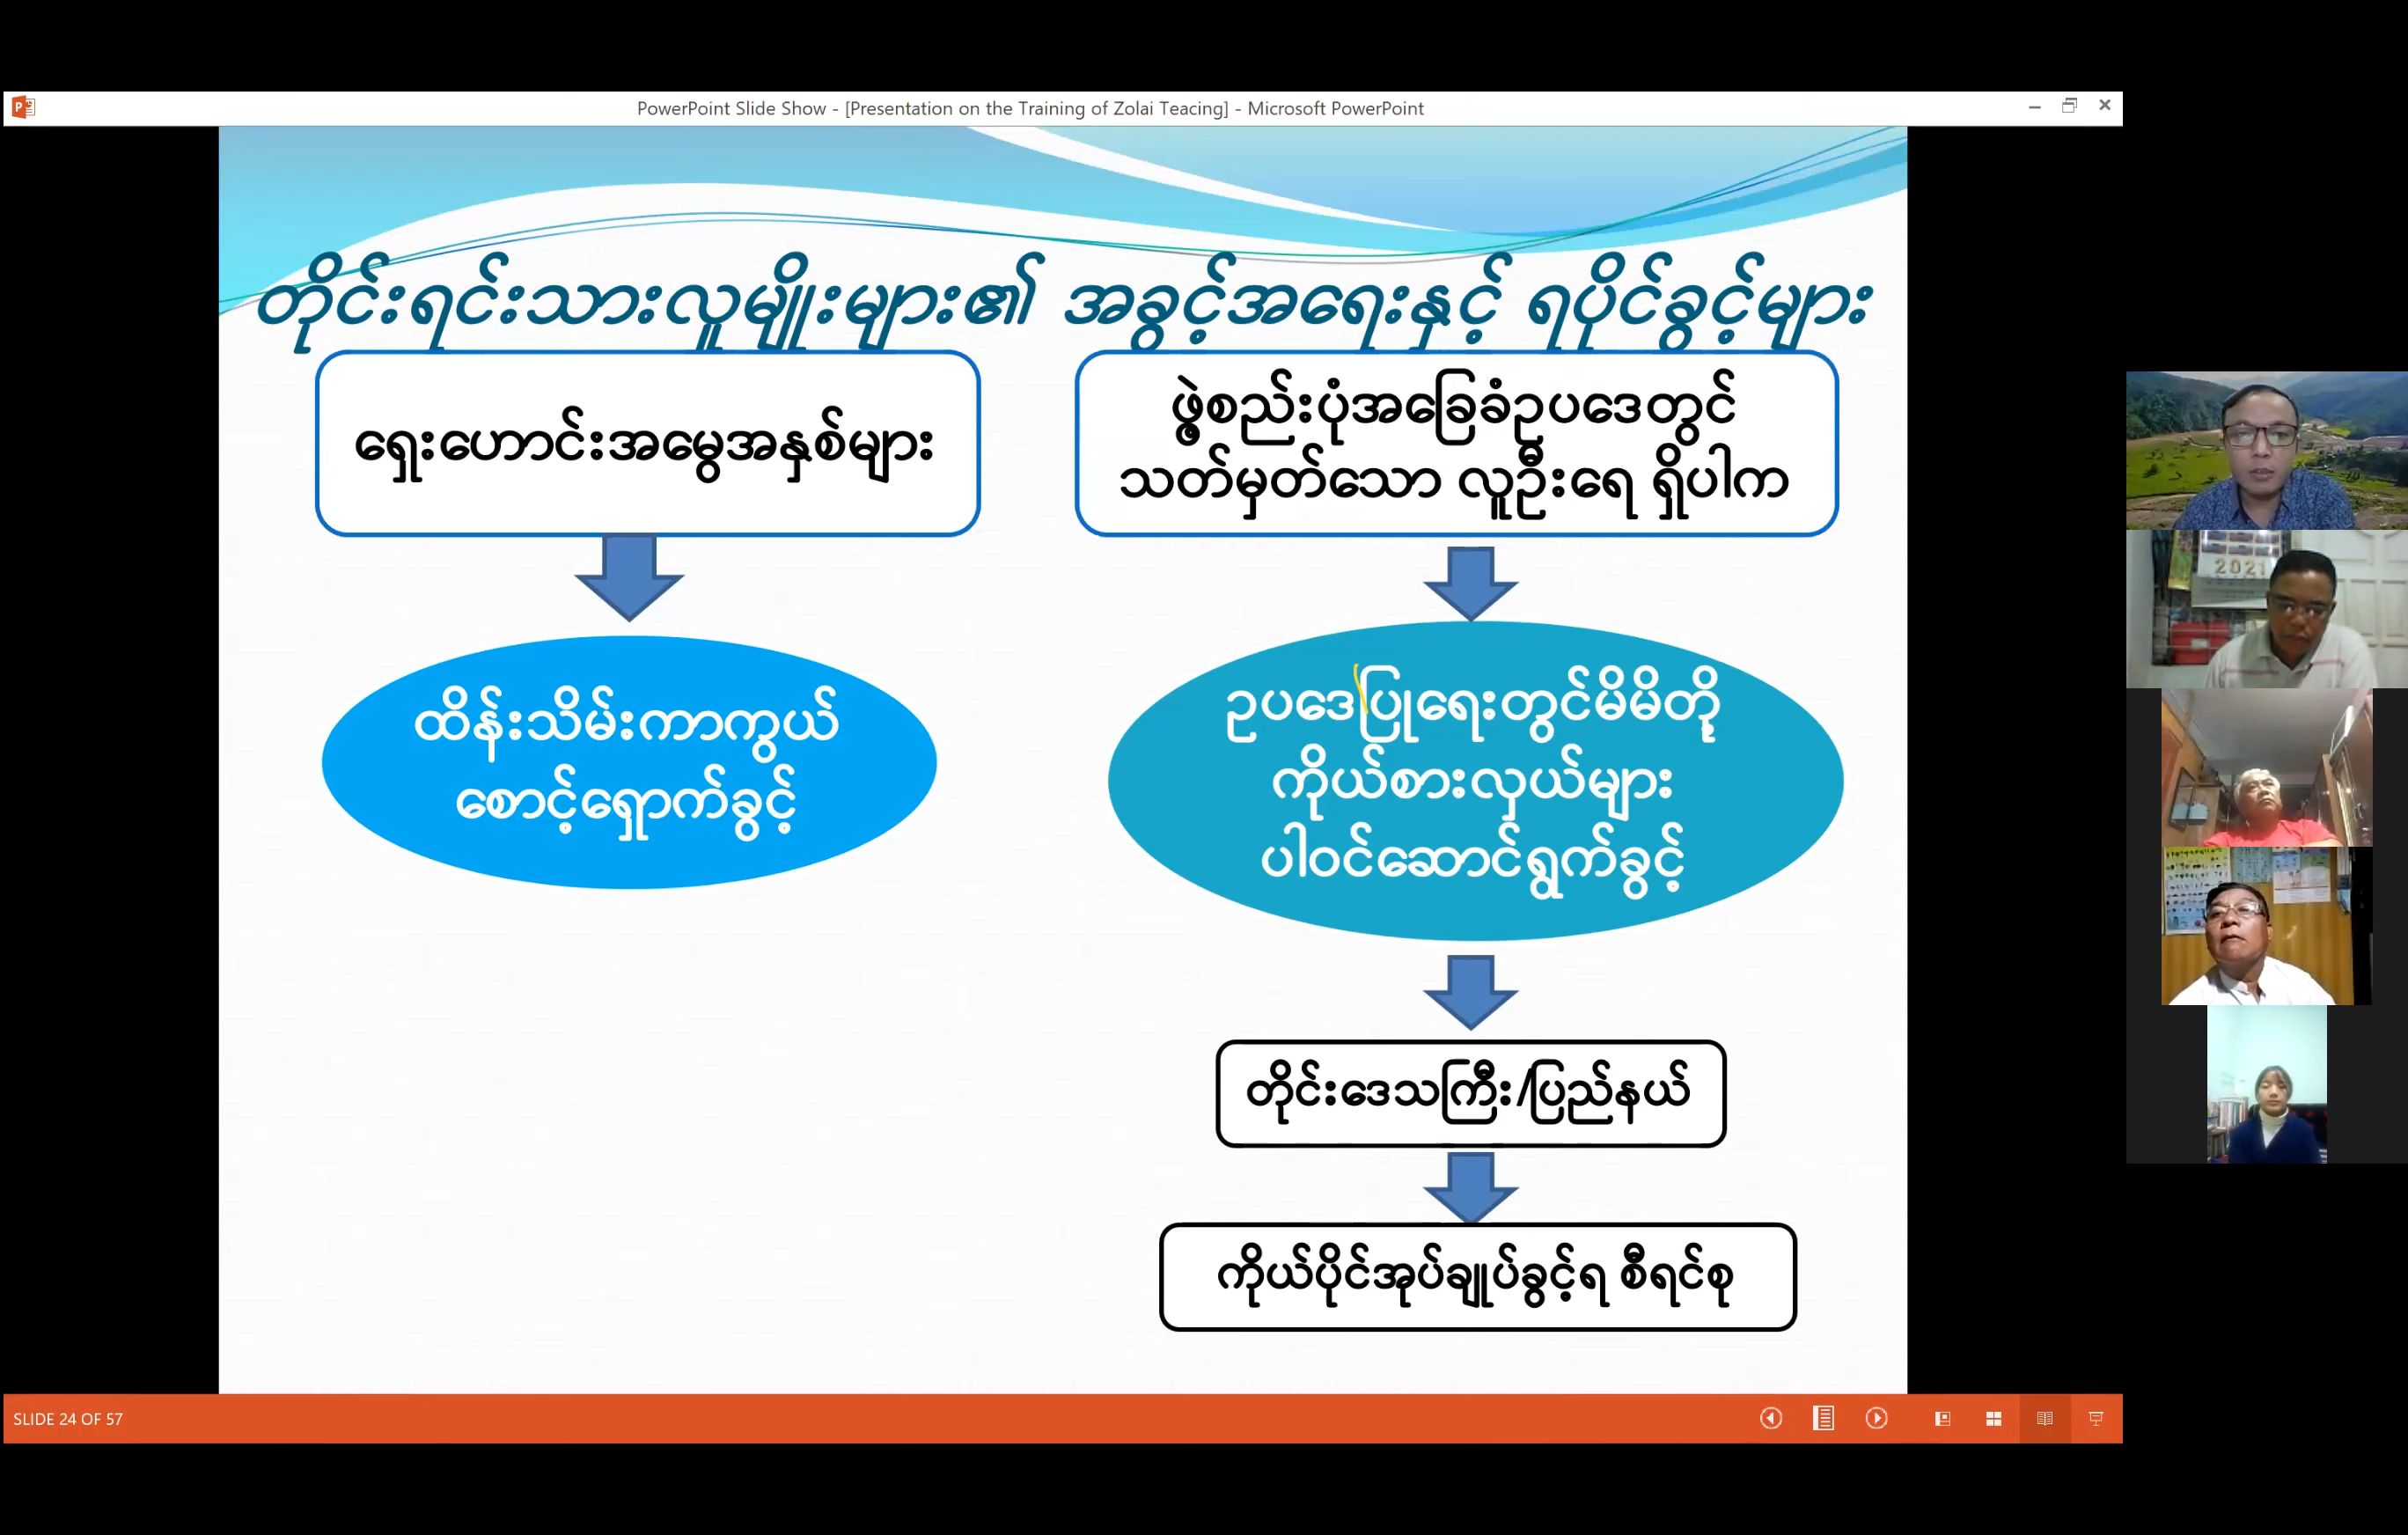 PowerPoint Slide Show - [Presentation on the Training of Zolai Teacing] - Microsoft PowerPoint
တိုင်းရင်းသားလူမျိုးများ၏ အခွင့်အရေးနှင့် ရပိုင်ခွင့်များ
ရှေးဟောင်းအမွေအနှစ်များ
ထိန်းသိမ်းကာကွယ်
စောင့်ရှောက်ခွင့်
ဖွဲ့စည်းပုံအခြေခံဥပဒေတွင်
သတ်မှတ်သော လူဦးရေ ရှိပါက
ဥပဒေပြုရေးတွင်မိမိတို့
ကိုယ်စားလှယ်များ
ပါဝင်ဆောင်ရွက်ခွင့်
တိုင်းဒေသကြီး/ပြည်နယ်
ကိုယ်ပိုင်အုပ်ချုပ်ခွင့်ရ စီရင်စု
2021
SLIDE 24 OF 57